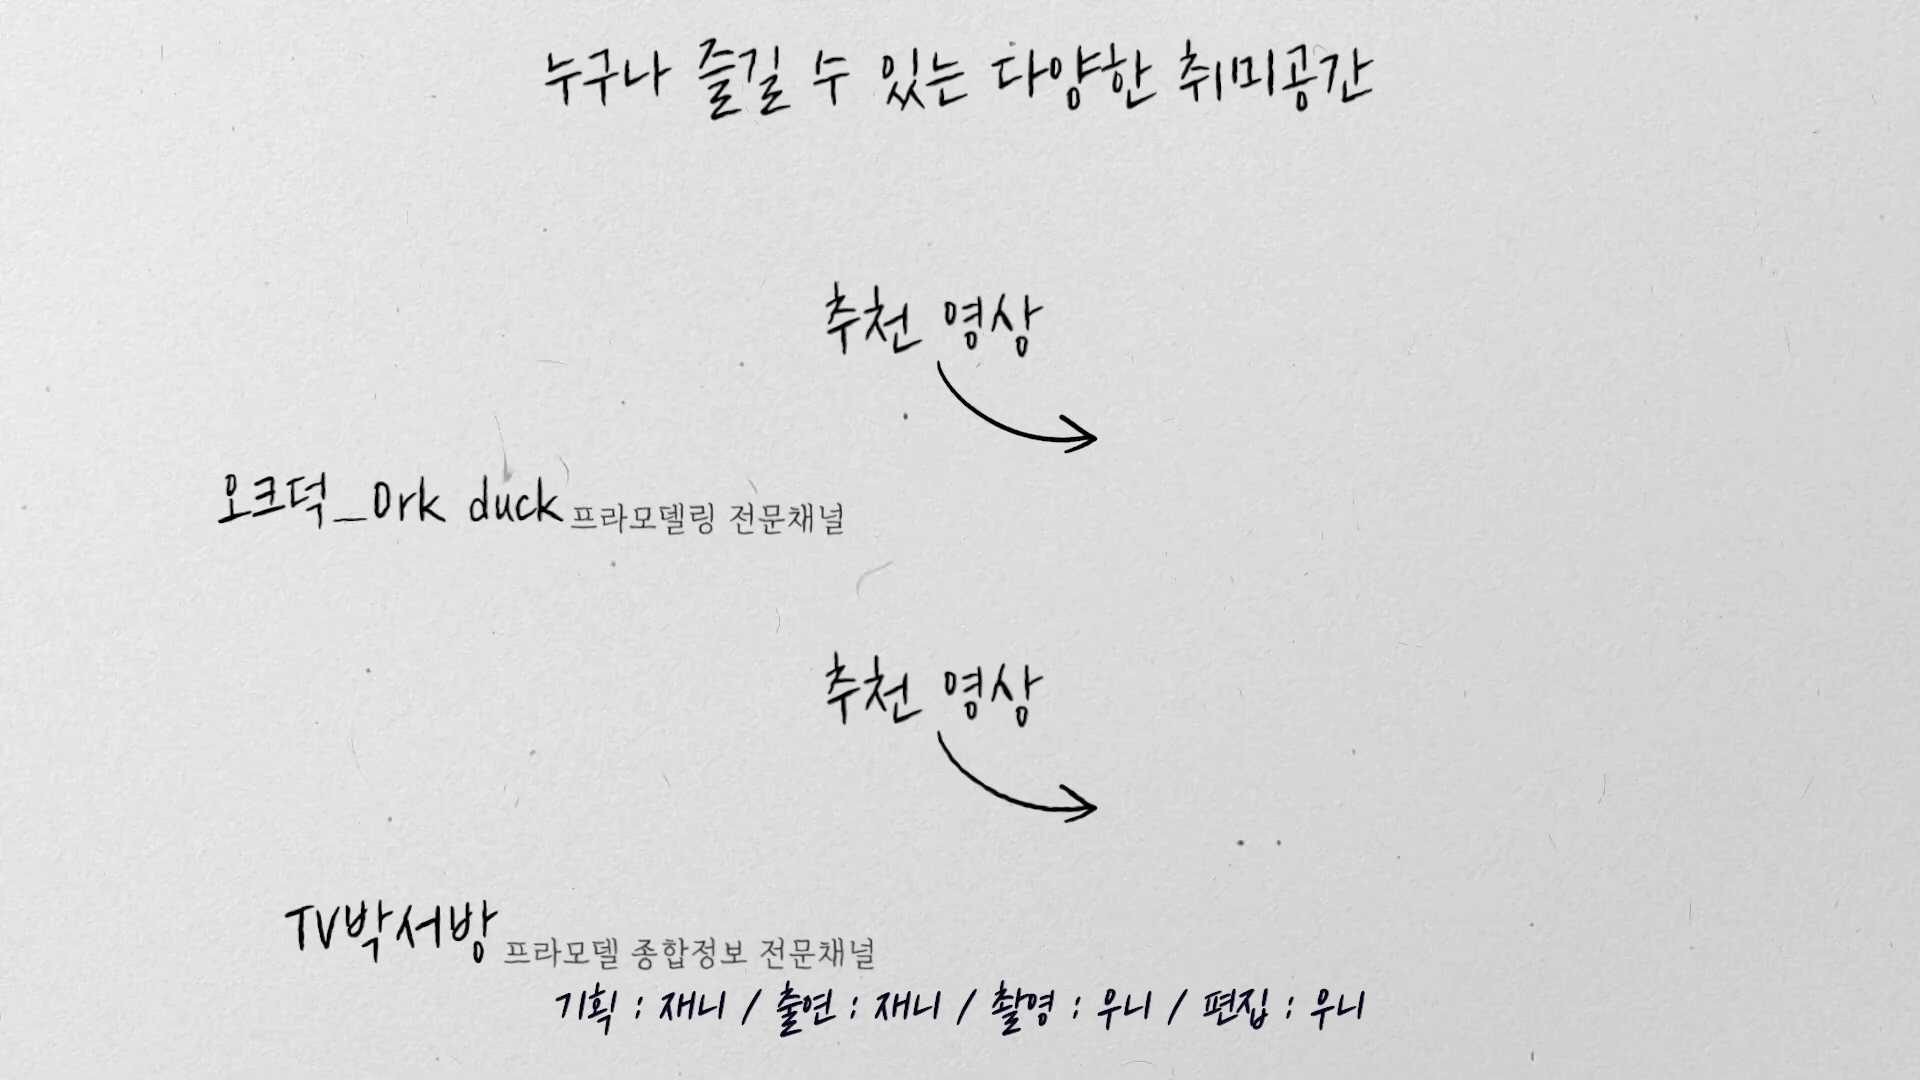 누구나 즐길 수 있는 다양한 취미공간
추천 영상
오크덕_Ork duck 프라모델링 전문채널
추천 영상
TV박서방 프라모델 종합정보 전문채널
기획 : 재니 / 출연 : 재니 / 촬영 : 우니 / 편집 : 우니